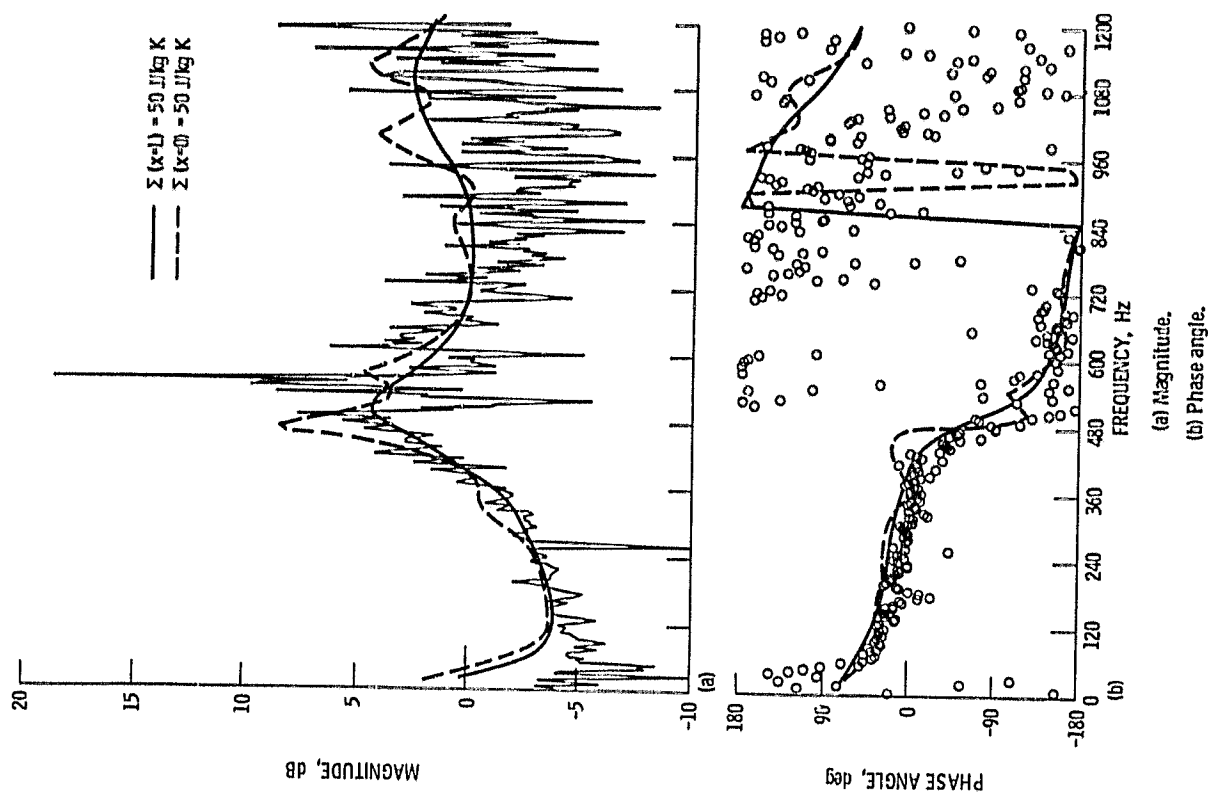 Σ (x=L) = 50 J/kg K
Σ (x=0) = 50 J/kg K
MAGNITUDE, dB
20
15
10
5
0
-5
-10
(a)
PHASE ANGLE, deg
180
90
0
-90
-180
(b)
0
120
240
360
480
600
720
840
960
1080
1200
FREQUENCY, Hz
(a) Magnitude.
(b) Phase angle.